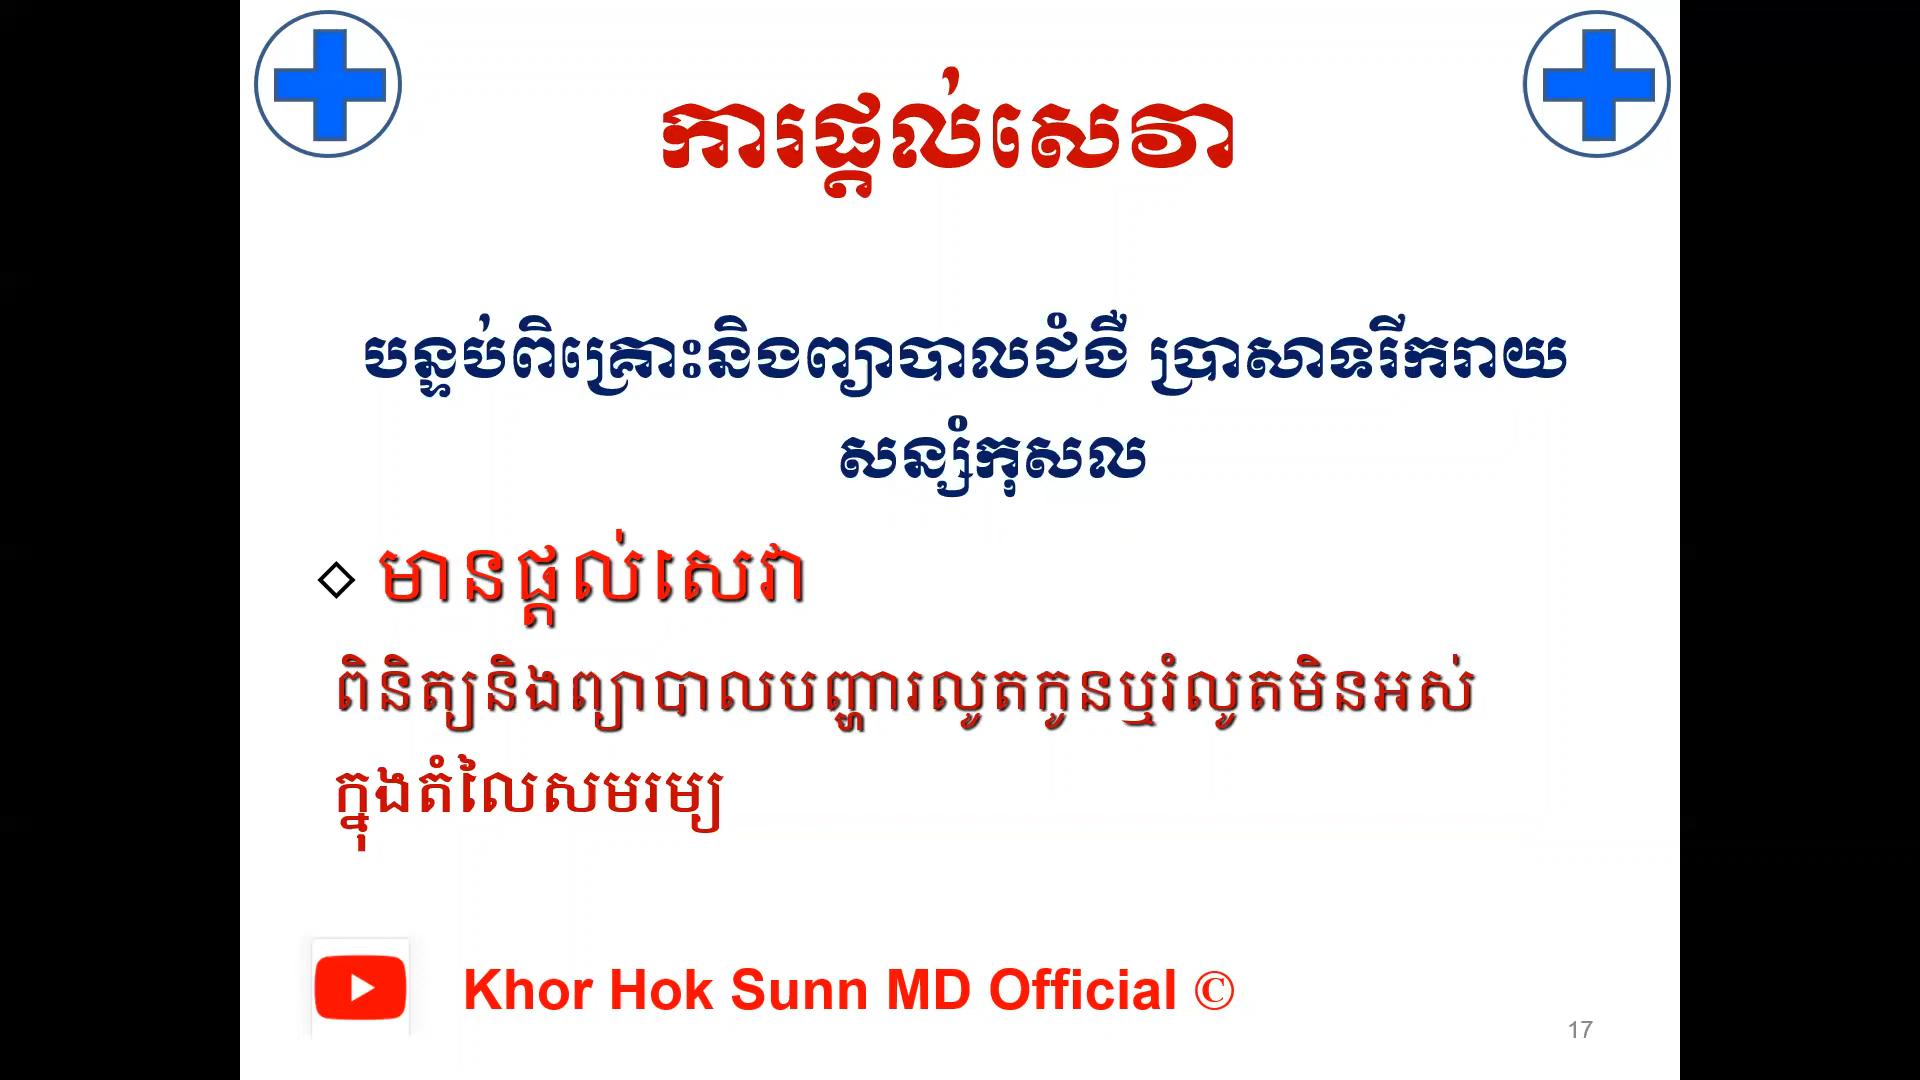 ការផ្តល់សេវា
បន្ទប់ពិគ្រោះនិងព្យាបាលជំងឺ ប្រាសាទរីករាយ
សន្សំកុសល
◇ មានផ្តល់សេវា
ពិនិត្យនិងព្យាបាលបញ្ហារលូតកូនឬរំលូតមិនអស់
ក្នុងតំលៃសមរម្យ
Khor Hok Sunn MD Official ©
17